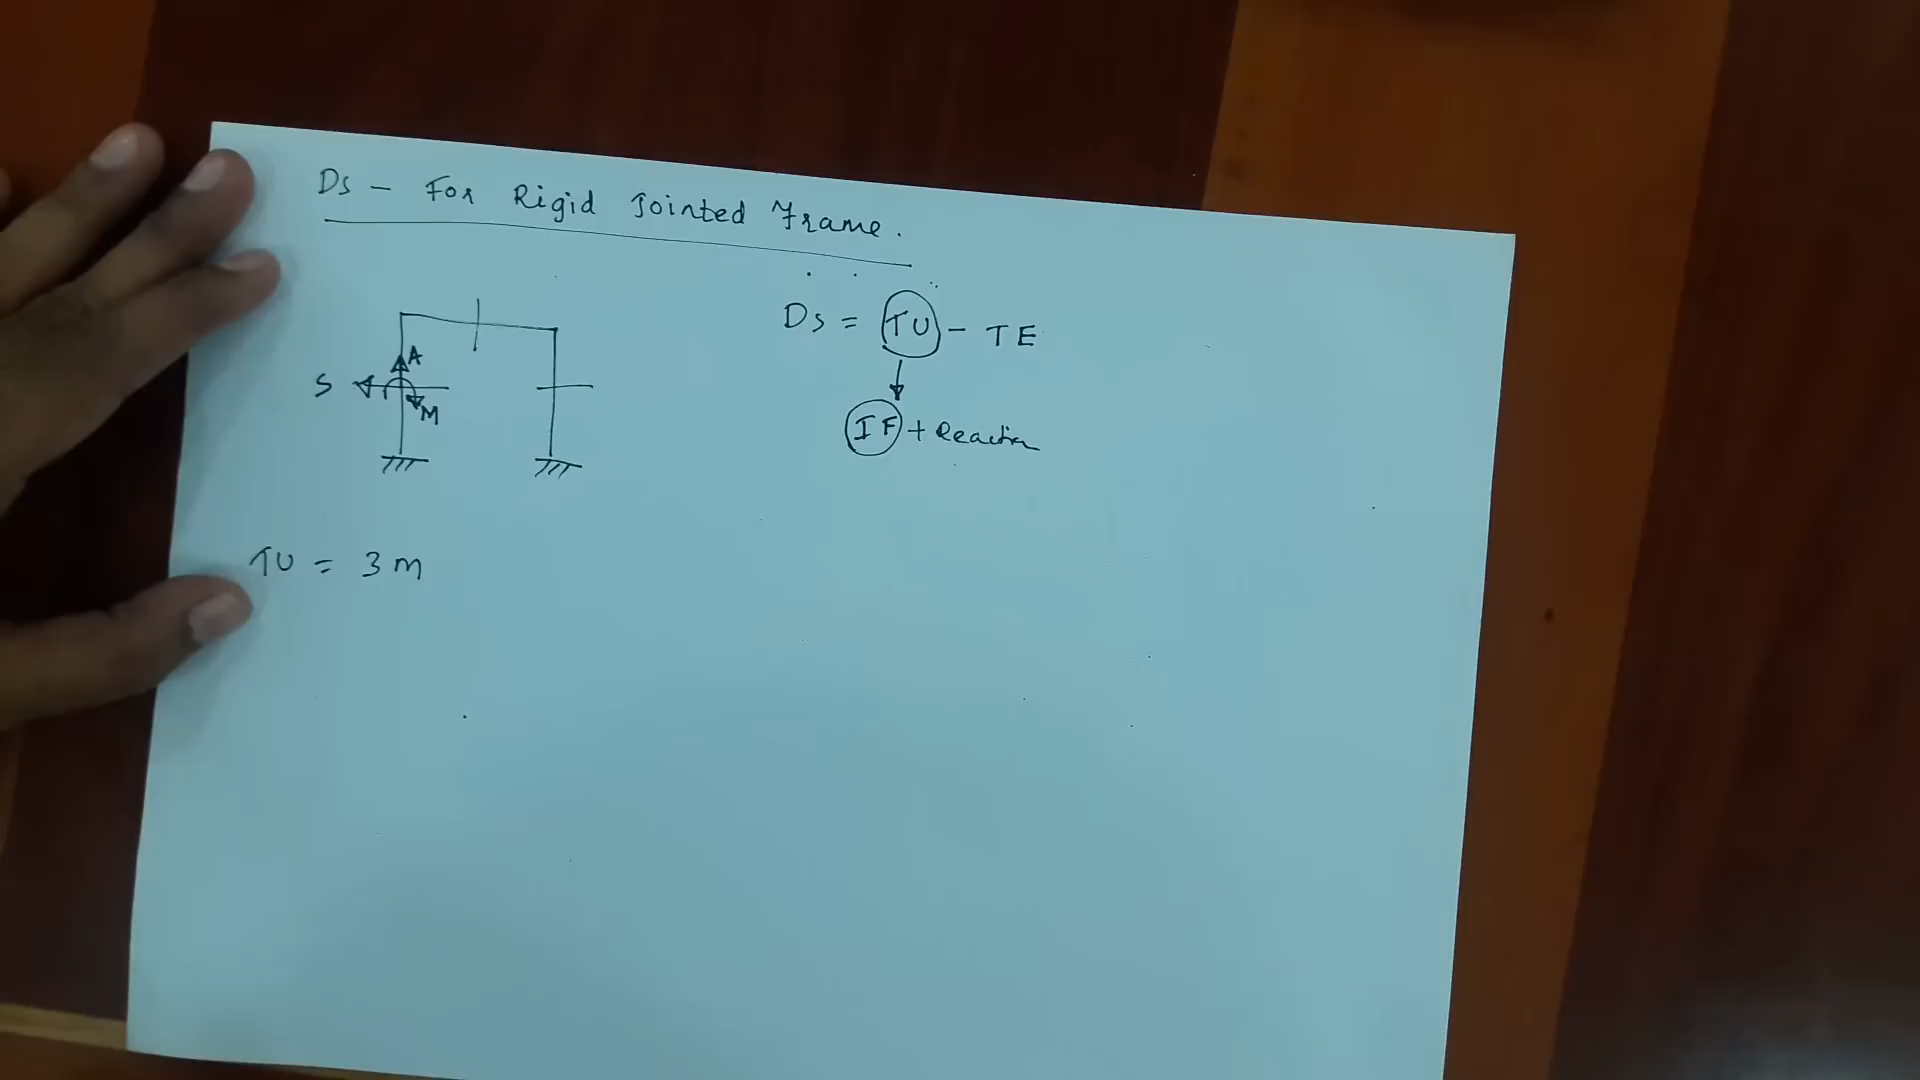 Ds - For Rigid Jointed Frame.
A
S
M
Ds = TU - TE
IF + Reaction
TU = 3m